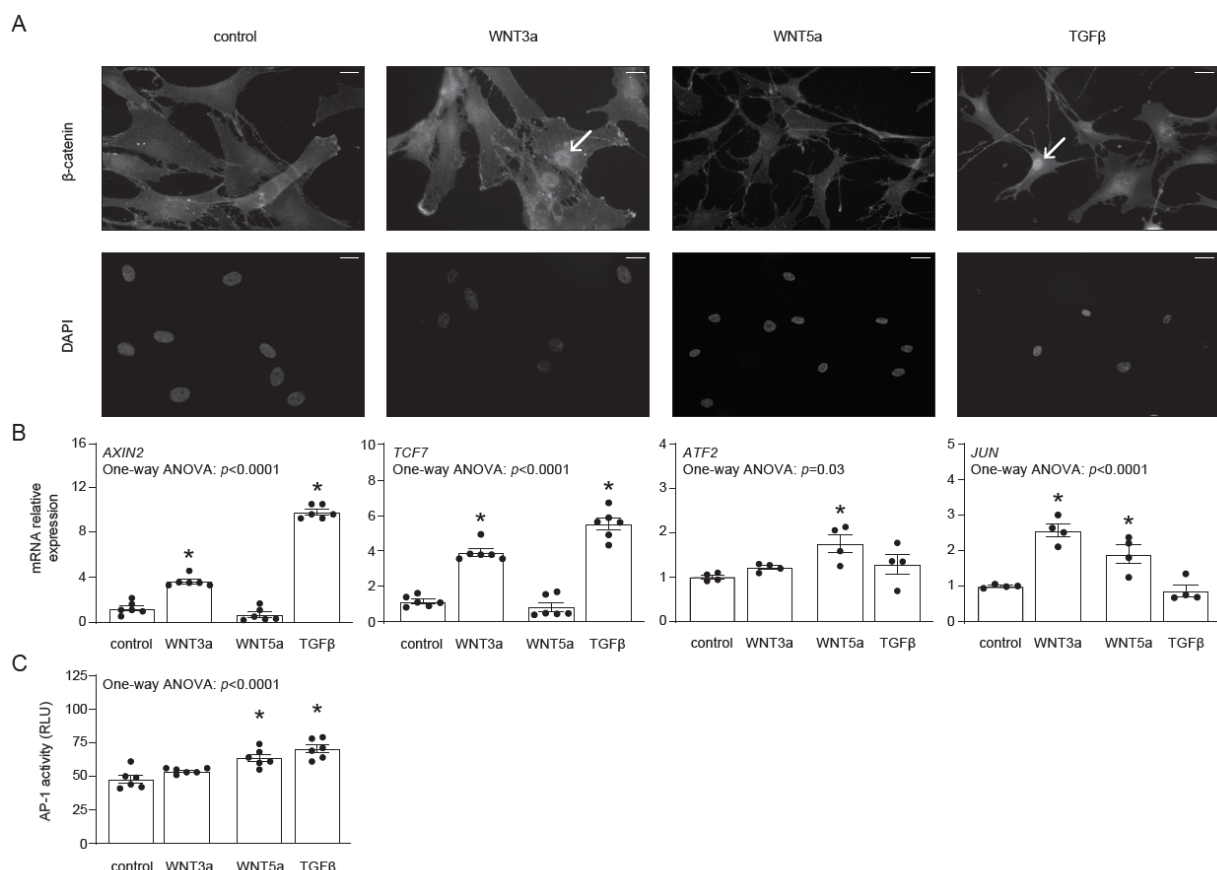 A
control WNT3a WNT5a TGFβ
β-catenin
DAPI
B
mRNA relative
expression
AXIN2
One-way ANOVA: p<0.0001
16
12
8
4
0
*
*
control WNT3a WNT5a TGFβ
TCF7
One-way ANOVA: p<0.0001
10
8
6
4
2
0
*
*
control WNT3a WNT5a TGFβ
ATF2
One-way ANOVA: p=0.03
4
3
2
1
0
*
control WNT3a WNT5a TGFβ
JUN
One-way ANOVA: p<0.0001
5
4
3
2
1
0
*
*
control WNT3a WNT5a TGFβ
C
AP-1 activity (RLU)
One-way ANOVA: p<0.0001
125
100
75
50
25
0
*
*
control WNT3a WNT5a TGFβ